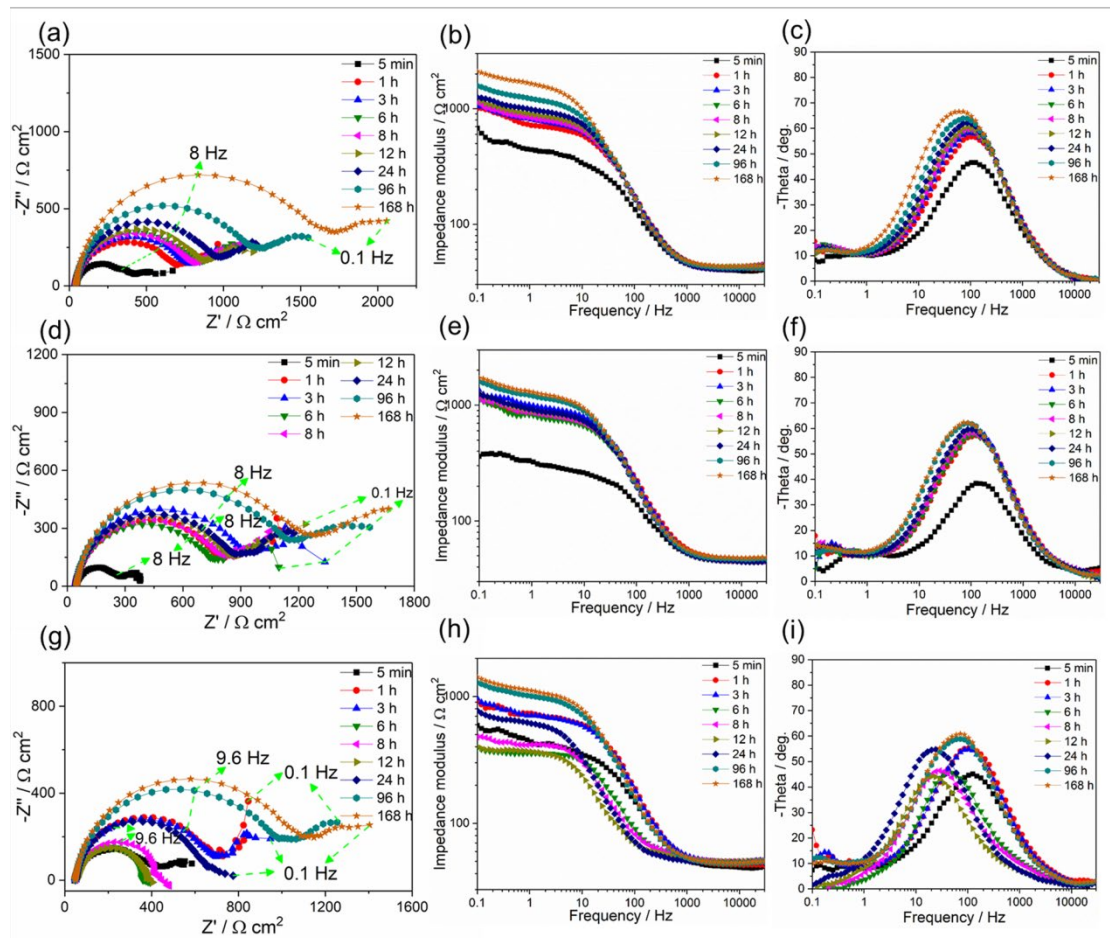 (a)
1500
1000
750
500
250
0
-Z'' / Ω cm²
0 250 500 750 1000 1250 1500 1750 2000 2250
Z' / Ω cm²
8 Hz
0.1 Hz
5 min
1 h
3 h
6 h
8 h
12 h
24 h
96 h
168 h
(b)
Impedance modulus / Ω cm²
1000
100
0.1 1 10 100 1000 10000
Frequency / Hz
5 min
1 h
3 h
6 h
8 h
12 h
24 h
96 h
168 h
(c)
-Theta / deg.
90
80
70
60
50
40
30
20
10
0
0.1 1 10 100 1000 10000
Frequency / Hz
5 min
1 h
3 h
6 h
8 h
12 h
24 h
96 h
168 h
(d)
-Z'' / Ω cm²
1200
900
600
300
0
0 300 600 900 1200 1500 1800
Z' / Ω cm²
8 Hz
8 Hz
8 Hz
0.1 Hz
5 min
1 h
3 h
6 h
8 h
12 h
24 h
96 h
168 h
(e)
Impedance modulus / Ω cm²
1000
100
0.1 1 10 100 1000 10000
Frequency / Hz
5 min
1 h
3 h
6 h
8 h
12 h
24 h
96 h
168 h
(f)
-Theta / deg.
90
80
70
60
50
40
30
20
10
0
0.1 1 10 100 1000 10000
Frequency / Hz
5 min
1 h
3 h
6 h
8 h
12 h
24 h
96 h
168 h
(g)
-Z'' / Ω cm²
800
400
0
0 400 800 1200 1600
Z' / Ω cm²
9.6 Hz
9.6 Hz
0.1 Hz
0.1 Hz
5 min
1 h
3 h
6 h
8 h
12 h
24 h
96 h
168 h
(h)
Impedance modulus / Ω cm²
1000
100
0.1 1 10 100 1000 10000
Frequency / Hz
5 min
1 h
3 h
6 h
8 h
12 h
24 h
96 h
168 h
(i)
-Theta / deg.
90
80
70
60
50
40
30
20
10
0
0.1 1 10 100 1000 10000
Frequency / Hz
5 min
1 h
3 h
6 h
8 h
12 h
24 h
96 h
168 h